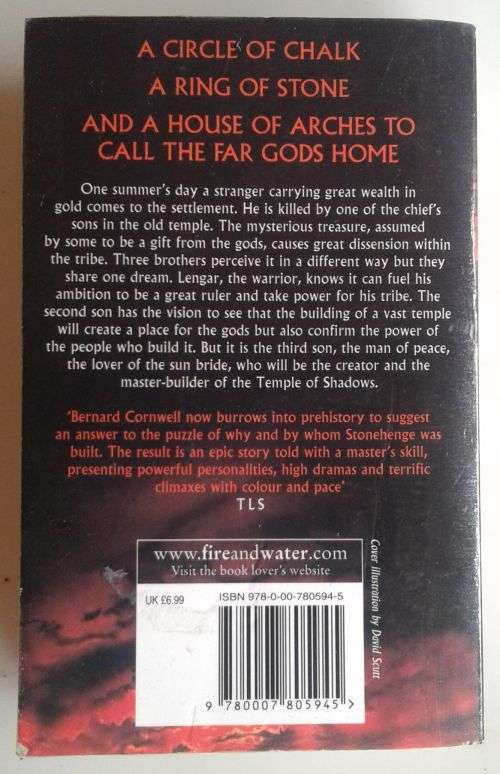 A CIRCLE OF CHALK
A RING OF STONE
AND A HOUSE OF ARCHES TO
CALL THE FAR GODS HOME
One summer's day a stranger carrying great wealth in
gold comes to the settlement. He is killed by one of the chief's
sons in the old temple. The mysterious treasure, assumed
by some to be a gift from the gods, causes great dissension within
the tribe. Three brothers perceive it in a different way but they
share one dream. Lengar, the warrior, knows it can fuel his
ambition to be a great ruler and take power for his tribe. The
second son has the vision to see that the building of a vast temple
will create a place for the gods but also confirm the power of
the people who build it. But it is the third son, the man of peace,
the lover of the sun bride, who will be the creator and the
master-builder of the Temple of Shadows.
'Bernard Cornwell now burrows into prehistory to suggest
an answer to the puzzle of why and by whom Stonehenge was
built. The result is an epic story told with a master's skill,
presenting powerful personalities, high dramas and terrific
climaxes with colour and pace'
TLS
www.fireandwater.com
Visit the book lover's website
UK £6.99
ISBN 978-0-00-780594-5
9 780007 805945 >
Cover illustration by David Scutt